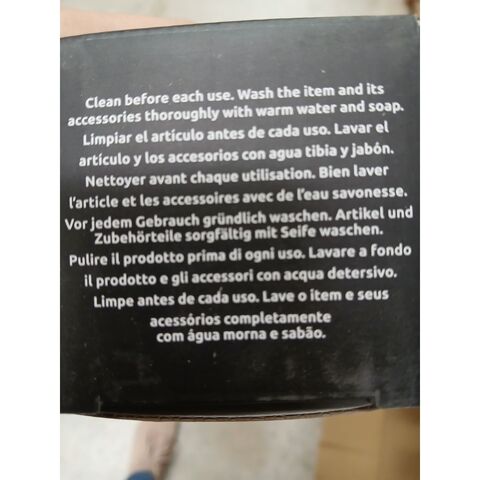 Clean before each use. Wash the item and its
accessories thoroughly with warm water and soap.
Limpiar el artículo antes de cada uso. Lavar el
artículo y los accesorios con agua tibia y jabón.
Nettoyer avant chaque utilisation. Bien laver
l'article et les accessoires avec de l'eau savonesse.
Vor jedem Gebrauch gründlich waschen. Artikel und
Zubehörteile sorgfältig mit Seife waschen.
Pulire il prodotto prima di ogni uso. Lavare a fondo
il prodotto e gli accessori con acqua detersivo.
Limpe antes de cada uso. Lave o item e seus
acessórios completamente
com água morna e sabão.